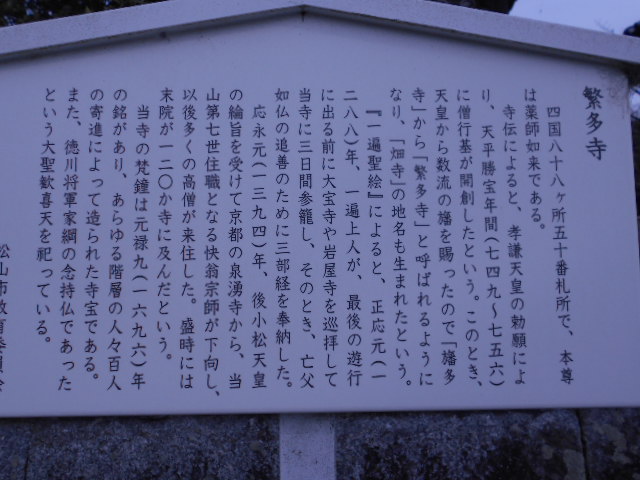 繁多寺
四国八十八ヶ所五十番札所で、本尊
は薬師如来である。
寺伝によると、孝謙天皇の勅願によ
り、天平勝宝年間(七四九〜七五六)
に僧行基が開創したという。このとき、
天皇から数流の旛を賜ったので「旛多
寺」から「繁多寺」と呼ばれるように
なり、「畑寺」の地名も生まれたという。
『一遍聖絵』によると、正応元(一
二八八)年、一遍上人が、最後の遊行
に出る前に大宝寺や岩屋寺を巡拝して
当寺に三日間参籠し、そのとき、亡父
如仏の追善のために三部経を奉納した。
応永元(一三九四)年、後小松天皇
の綸旨を受けて京都の泉湧寺から、当
山第七世住職となる快翁宗師が下向し、
以後多くの高僧が来住した。盛時には
末院が一二〇か寺に及んだという。
当寺の梵鐘は元禄九(一六九六)年
の銘があり、あらゆる階層の人々百人
の寄進によって造られた寺宝である。
また、徳川将軍家綱の念持仏であった
という大聖歓喜天を祀っている。
松山市教育委員会